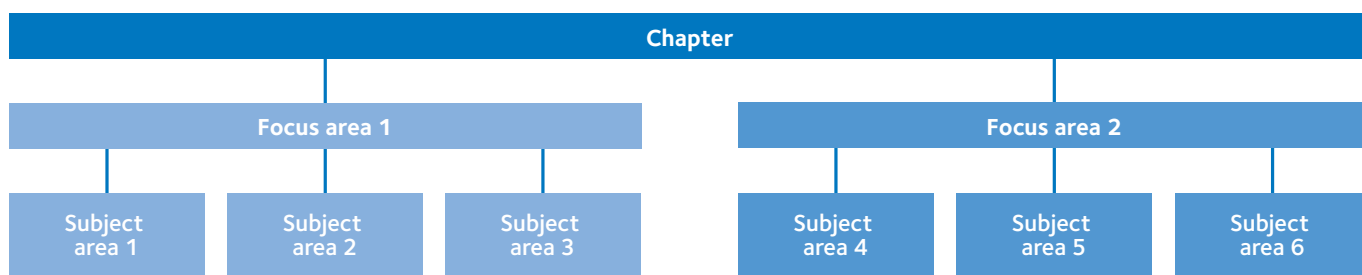 Chapter
Focus area 1
Focus area 2
Subject
area 1
Subject
area 2
Subject
area 3
Subject
area 4
Subject
area 5
Subject
area 6